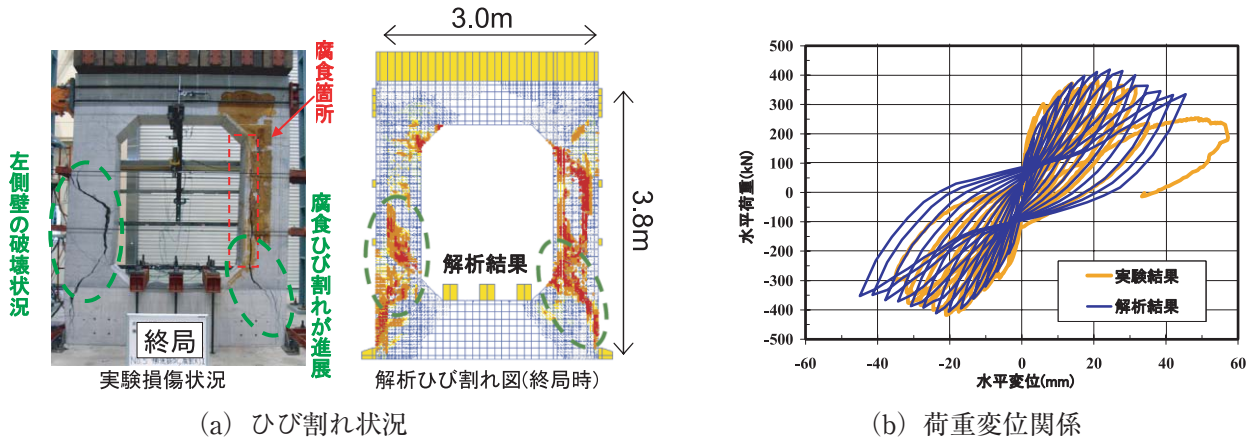 3.0m
腐食箇所
左側壁の破壊状況
腐食ひび割れが進展
終局
実験損傷状況
解析結果
3.8m
解析ひび割れ図(終局時)
(a) ひび割れ状況
水平荷重(kN)
500
400
300
200
100
0
-100
-200
-300
-400
-500
-60
-40
-20
0
20
40
60
水平変位(mm)
実験結果
解析結果
(b) 荷重変位関係